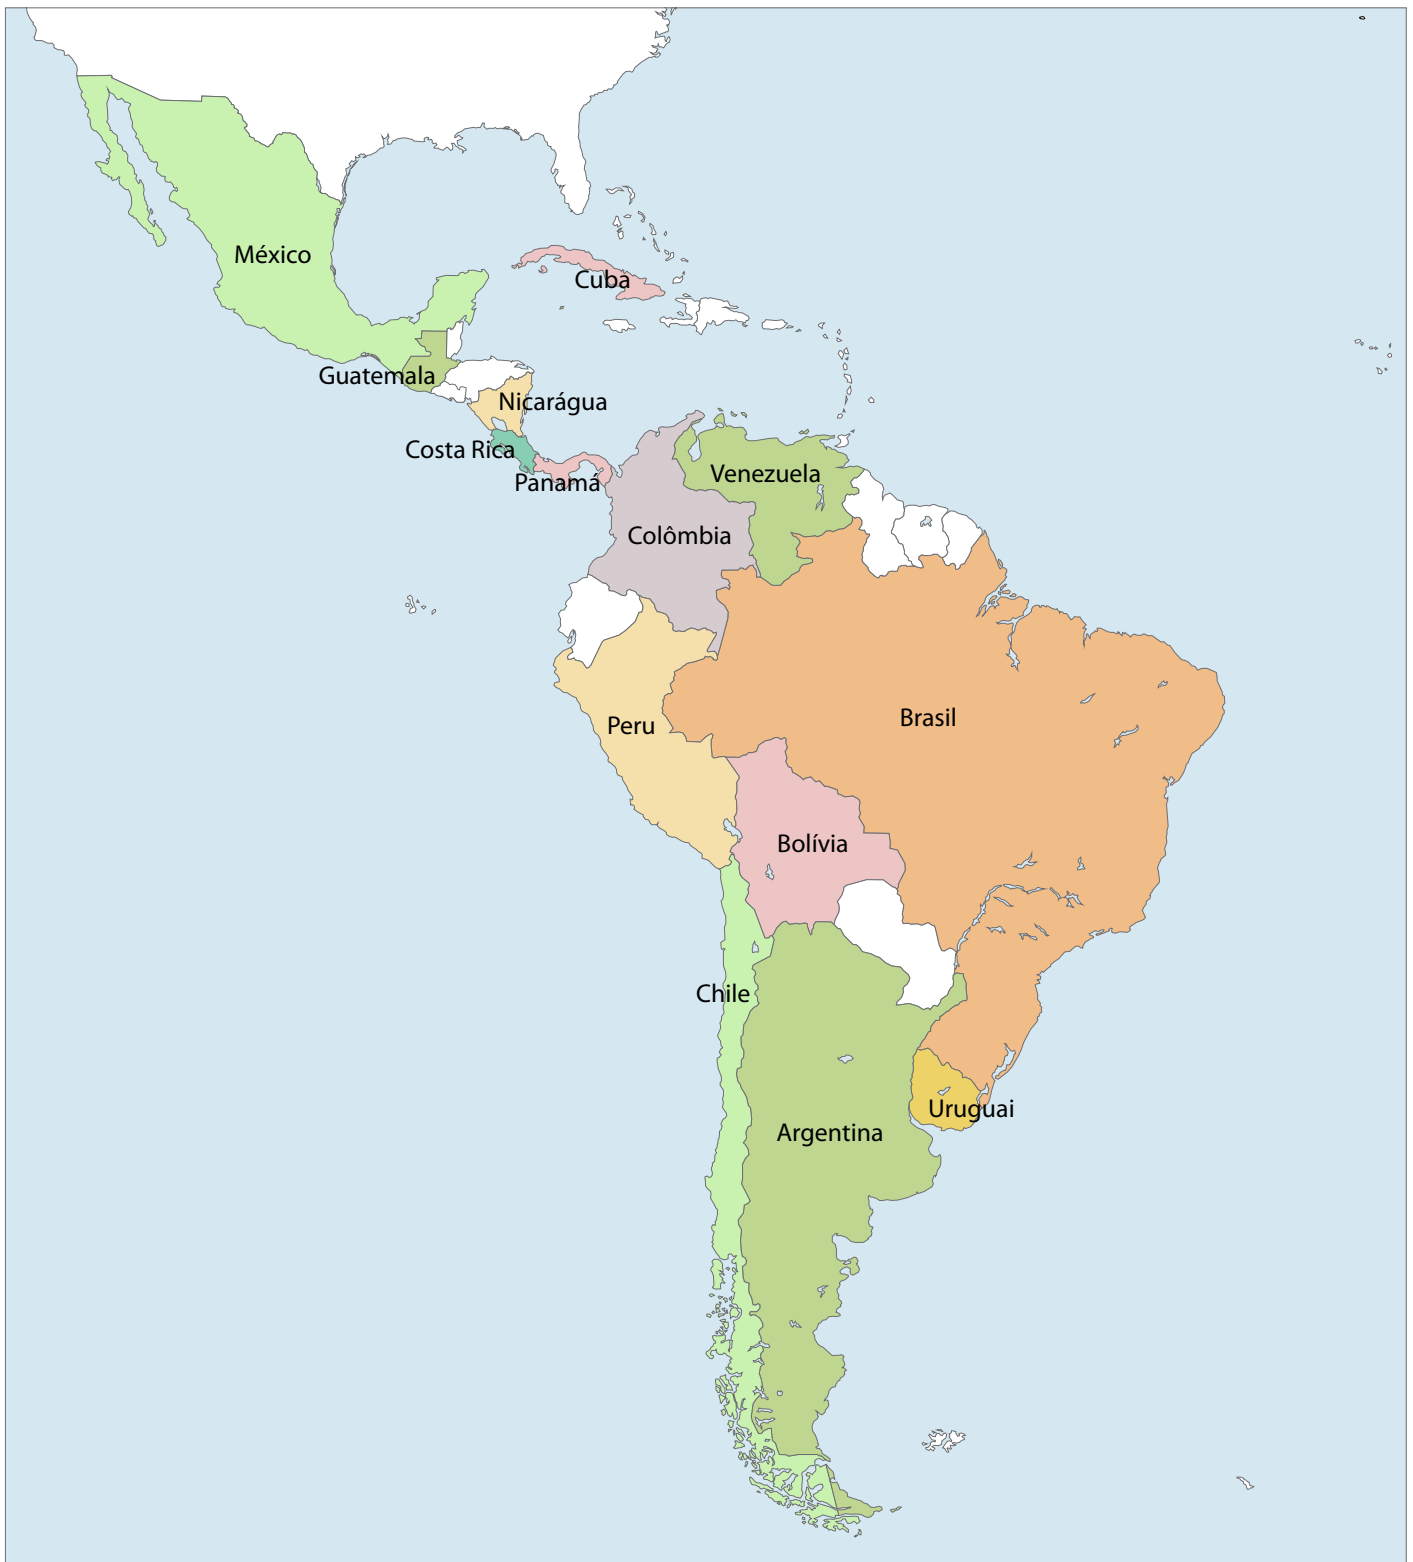 México
Cuba
Guatemala
Nicarágua
Costa Rica
Venezuela
Panamá
Colômbia
Brasil
Peru
Bolívia
Chile
Uruguai
Argentina